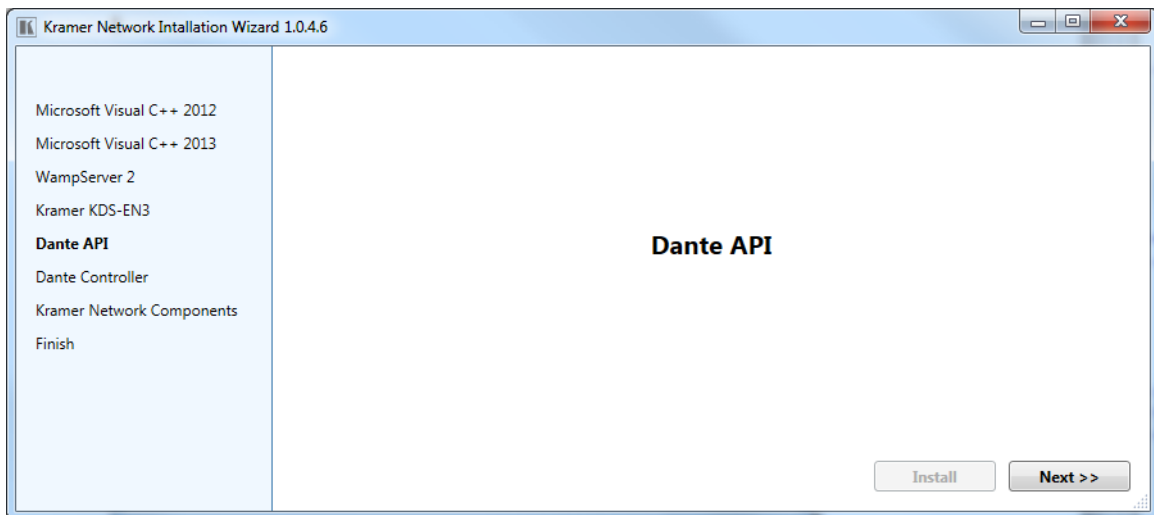 Kramer Network Intallation Wizard 1.0.4.6
Microsoft Visual C++ 2012
Microsoft Visual C++ 2013
WampServer 2
Kramer KDS-EN3
Dante API
Dante Controller
Kramer Network Components
Finish
Dante API
Install
Next >>